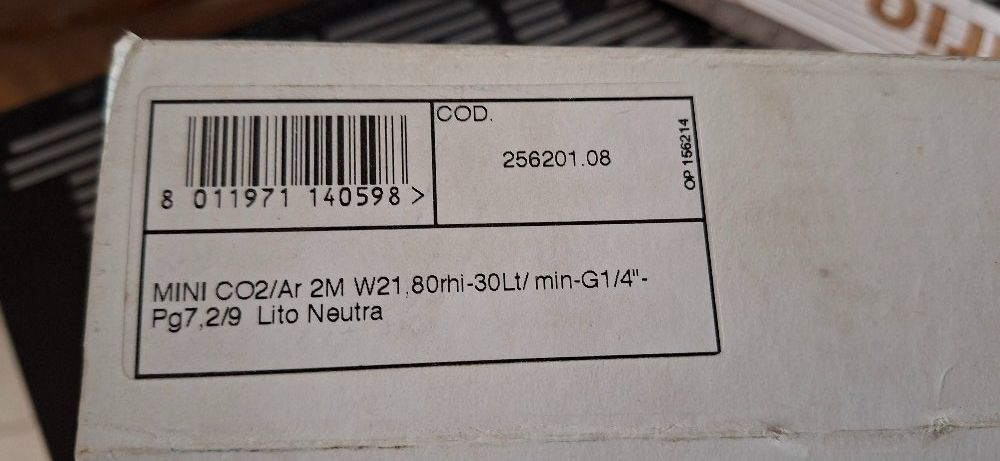 COD.
256201.08
OP 156214
8 011971 140598 >
MINI CO2/Ar 2M W21,80rhi-30Lt/ min-G1/4"-
Pg7,2/9 Lito Neutra